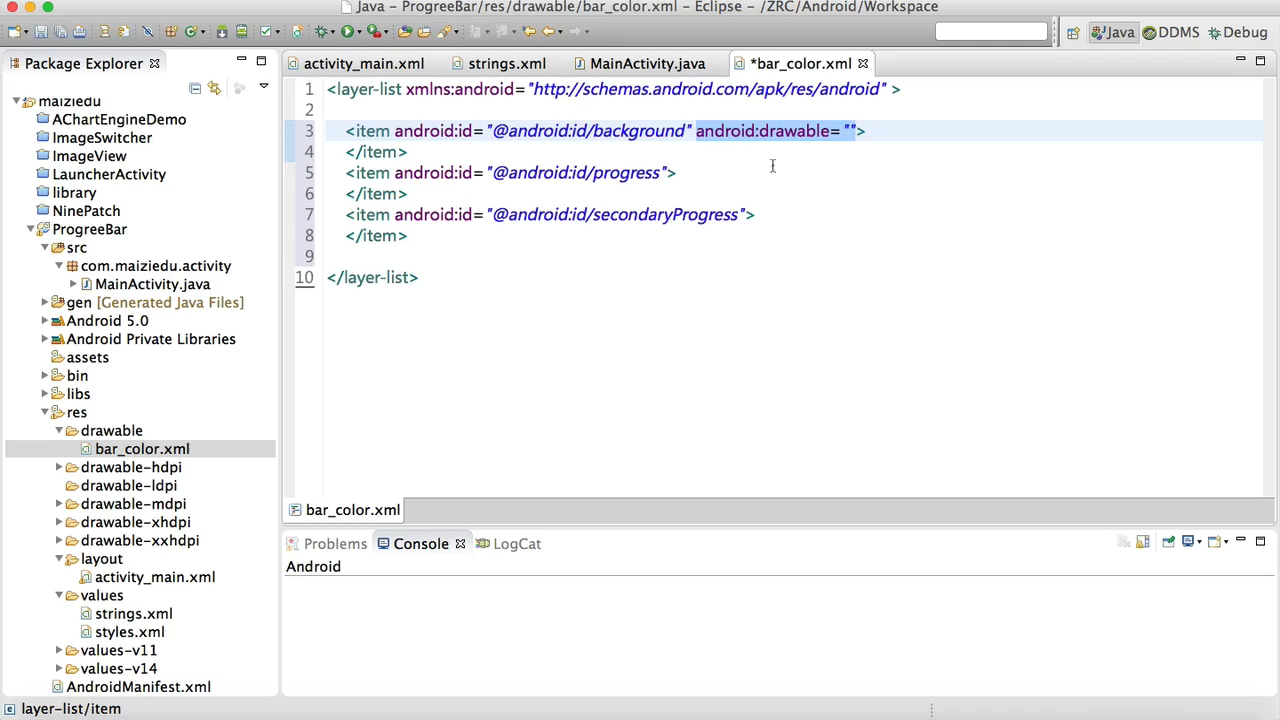 Java - ProgreeBar/res/drawable/bar_color.xml - Eclipse - /ZRC/Android/Workspace
Java DDMS Debug
Package Explorer
activity_main.xml strings.xml MainActivity.java *bar_color.xml
maiziedu
AChartEngineDemo
ImageSwitcher
ImageView
LauncherActivity
library
NinePatch
ProgreeBar
src
com.maiziedu.activity
MainActivity.java
gen [Generated Java Files]
Android 5.0
Android Private Libraries
assets
bin
libs
res
drawable
bar_color.xml
drawable-hdpi
drawable-ldpi
drawable-mdpi
drawable-xhdpi
drawable-xxhdpi
layout
activity_main.xml
values
strings.xml
styles.xml
values-v11
values-v14
AndroidManifest.xml
1 <layer-list xmlns:android="http://schemas.android.com/apk/res/android" >
2
3 <item android:id="@android:id/background" android:drawable="">
4 </item>
5 <item android:id="@android:id/progress">
6 </item>
7 <item android:id="@android:id/secondaryProgress">
8 </item>
9
10 </layer-list>
bar_color.xml
Problems Console LogCat
Android
layer-list/item